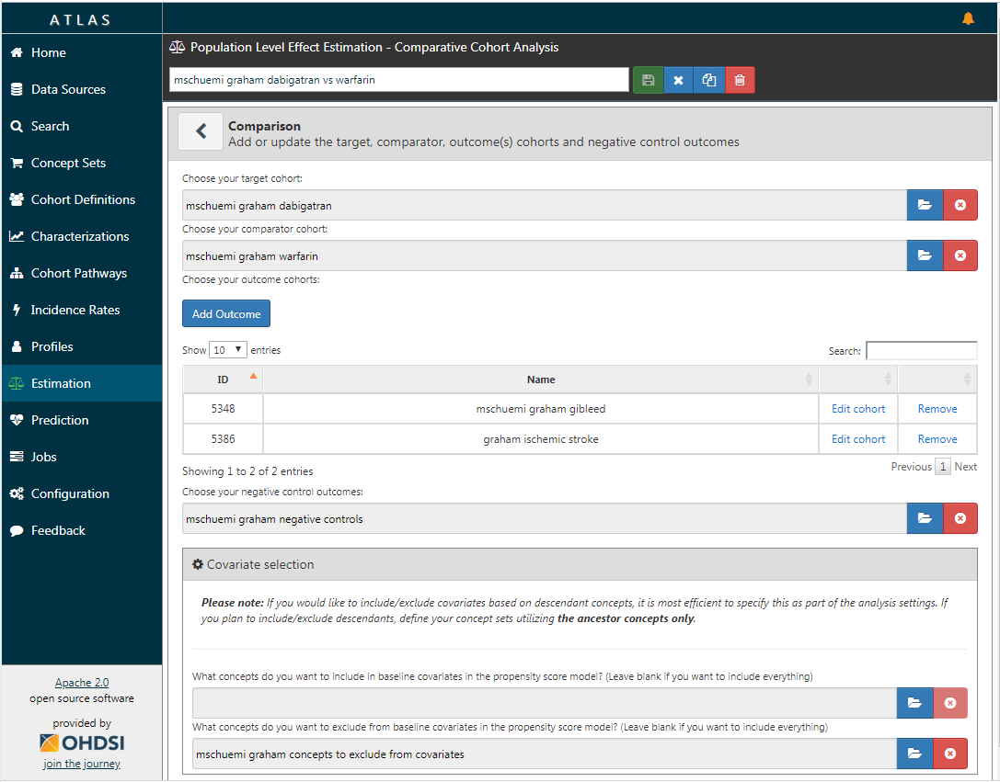 ATLAS
Home
Data Sources
Search
Concept Sets
Cohort Definitions
Characterizations
Cohort Pathways
Incidence Rates
Profiles
Estimation
Prediction
Jobs
Configuration
Feedback
Apache 2.0
open source software
provided by
OHDSI
join the journey
Population Level Effect Estimation - Comparative Cohort Analysis
mschuemi graham dabigatran vs warfarin
Comparison
Add or update the target, comparator, outcome(s) cohorts and negative control outcomes
Choose your target cohort:
mschuemi graham dabigatran
Choose your comparator cohort:
mschuemi graham warfarin
Choose your outcome cohorts:
Add Outcome
Show 10 entries Search:
ID Name
5348 mschuemi graham gibleed Edit cohort Remove
5386 graham ischemic stroke Edit cohort Remove
Showing 1 to 2 of 2 entries Previous 1 Next
Choose your negative control outcomes:
mschuemi graham negative controls
Covariate selection
Please note: If you would like to include/exclude covariates based on descendant concepts, it is most efficient to specify this as part of the analysis settings. If
you plan to include/exclude descendants, define your concept sets utilizing the ancestor concepts only.
What concepts do you want to include in baseline covariates in the propensity score model? (Leave blank if you want to include everything)
What concepts do you want to exclude from baseline covariates in the propensity score model? (Leave blank if you want to include everything)
mschuemi graham concepts to exclude from covariates